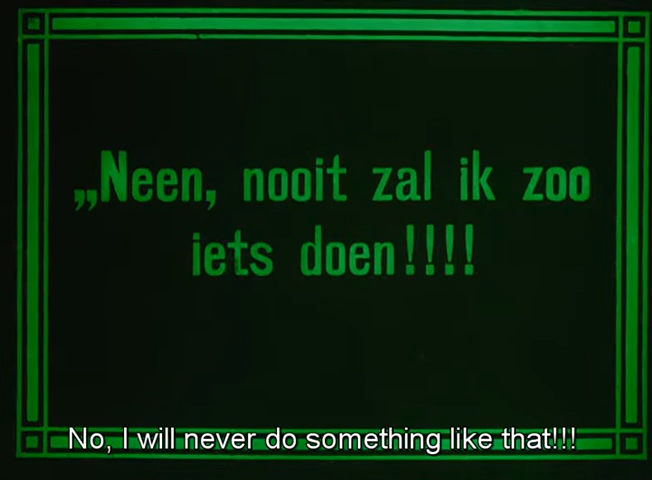 „Neen, nooit zal ik zoo
iets doen!!!!
No, I will never do something like that!!!